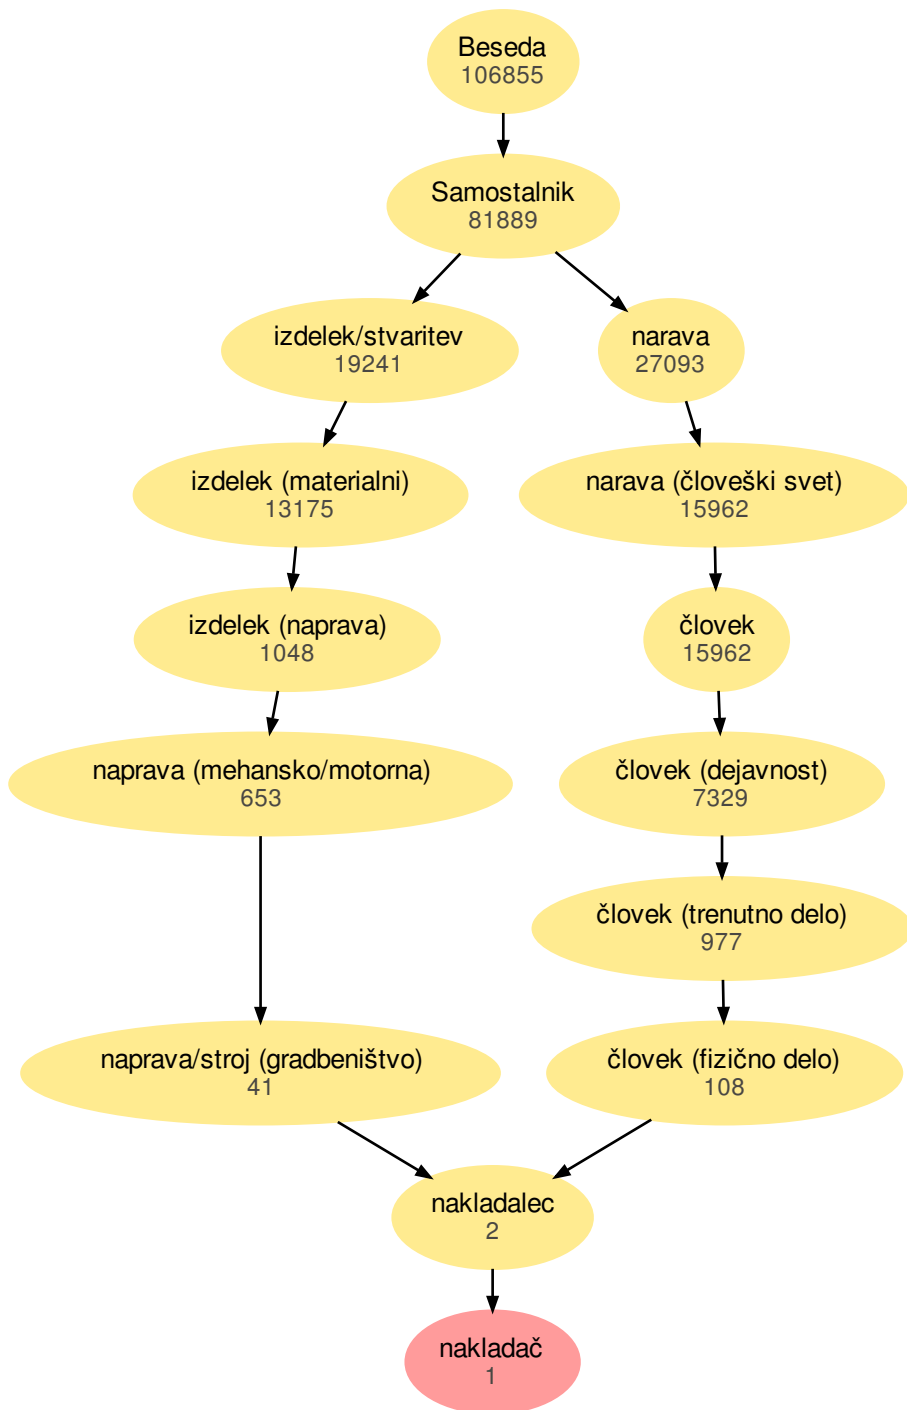 Beseda
106855
Samostalnik
81889
izdelek/stvaritev
19241
narava
27093
izdelek (materialni)
13175
narava (človeški svet)
15962
izdelek (naprava)
1048
človek
15962
naprava (mehansko/motorna)
653
človek (dejavnost)
7329
človek (trenutno delo)
977
naprava/stroj (gradbeništvo)
41
človek (fizično delo)
108
nakladalec
2
nakladač
1